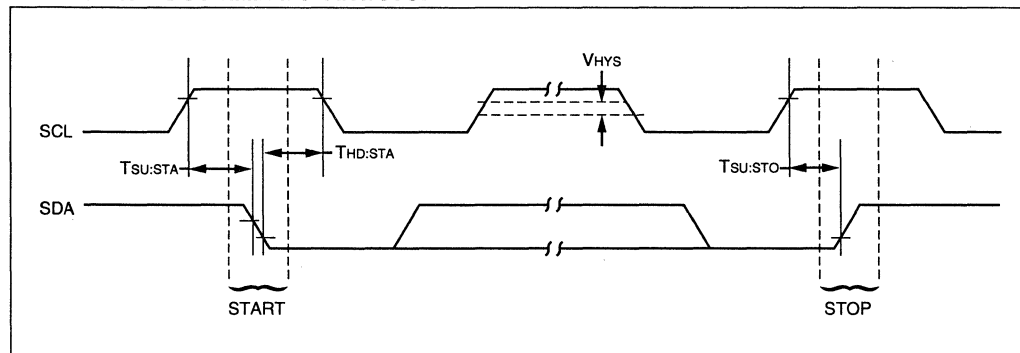 VHYS
SCL
TSU:STA
THD:STA
TSU:STO
SDA
START
STOP